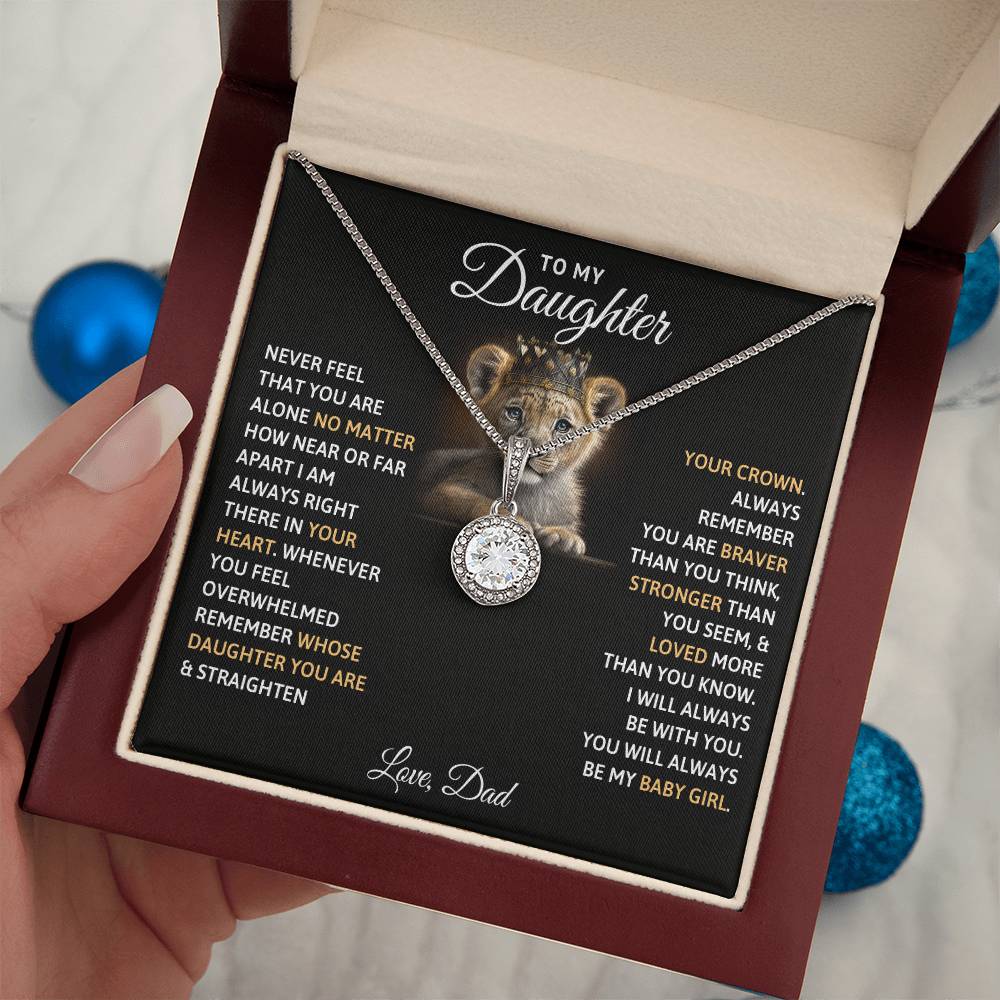 TO MY
Daughter
NEVER FEEL
THAT YOU ARE
ALONE NO MATTER
HOW NEAR OR FAR
APART I AM
ALWAYS RIGHT
THERE IN YOUR
HEART. WHENEVER
YOU FEEL
OVERWHELMED
REMEMBER WHOSE
DAUGHTER YOU ARE
& STRAIGHTEN
YOUR CROWN.
ALWAYS
REMEMBER
YOU ARE BRAVER
THAN YOU THINK,
STRONGER THAN
YOU SEEM, &
LOVED MORE
THAN YOU KNOW.
I WILL ALWAYS
BE WITH YOU.
YOU WILL ALWAYS
BE MY BABY GIRL.
Love, Dad